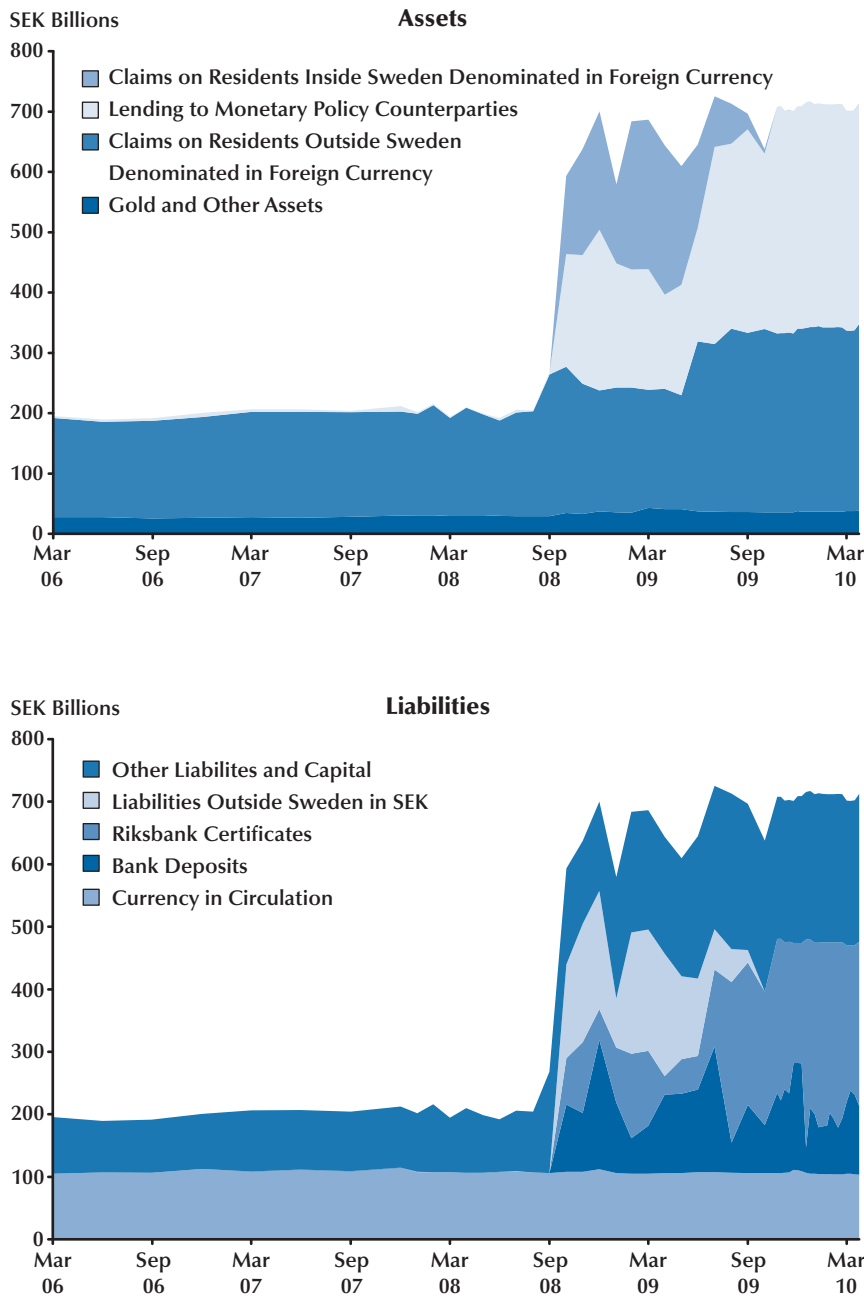 Assets
SEK Billions
800
700
600
500
400
300
200
100
0
Claims on Residents Inside Sweden Denominated in Foreign Currency
Lending to Monetary Policy Counterparties
Claims on Residents Outside Sweden
Denominated in Foreign Currency
Gold and Other Assets
Mar Sep Mar Sep Mar Sep Mar Sep Mar
06 06 07 07 08 08 09 09 10
Liabilities
SEK Billions
800
700
600
500
400
300
200
100
0
Other Liabilites and Capital
Liabilities Outside Sweden in SEK
Riksbank Certificates
Bank Deposits
Currency in Circulation
Mar Sep Mar Sep Mar Sep Mar Sep Mar
06 06 07 07 08 08 09 09 10